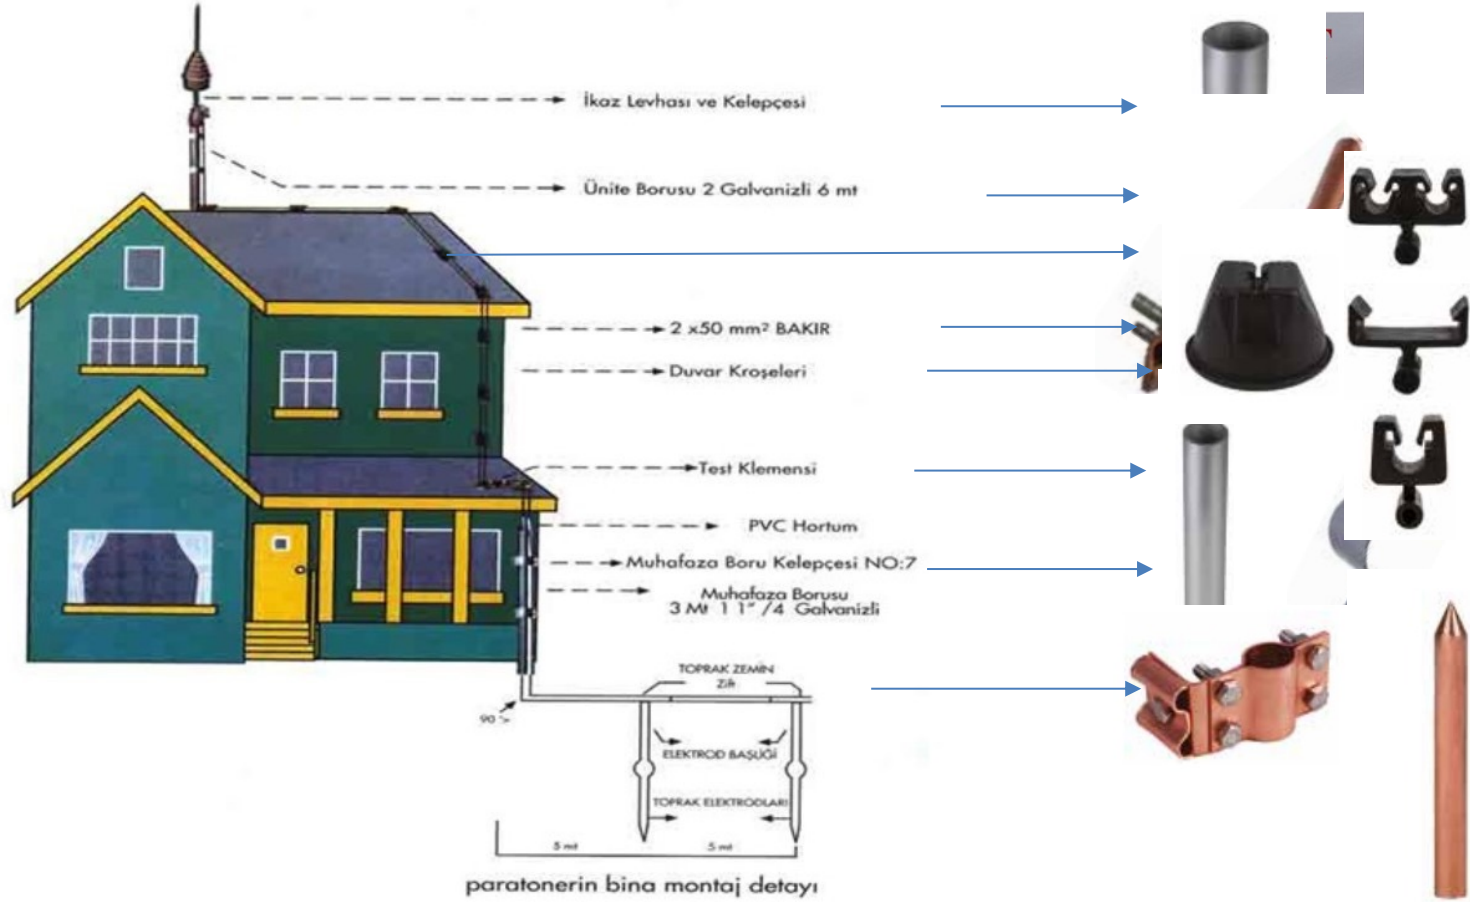 İkaz Levhası ve Kelepçesi
Ünite Borusu 2 Galvanizli 6 mt
2 x50 mm² BAKIR
Duvar Kroşeleri
Test Klemensi
PVC Hortum
Muhafaza Boru Kelepçesi NO:7
Muhafaza Borusu
3 Mt 1 1" /4 Galvanizli
TOPRAK ZEMİN
Zift
90
ELEKTROD BAŞLIĞI
TOPRAK ELEKTRODLARI
5 mt 5 mt
paratonerin bina montaj detayı